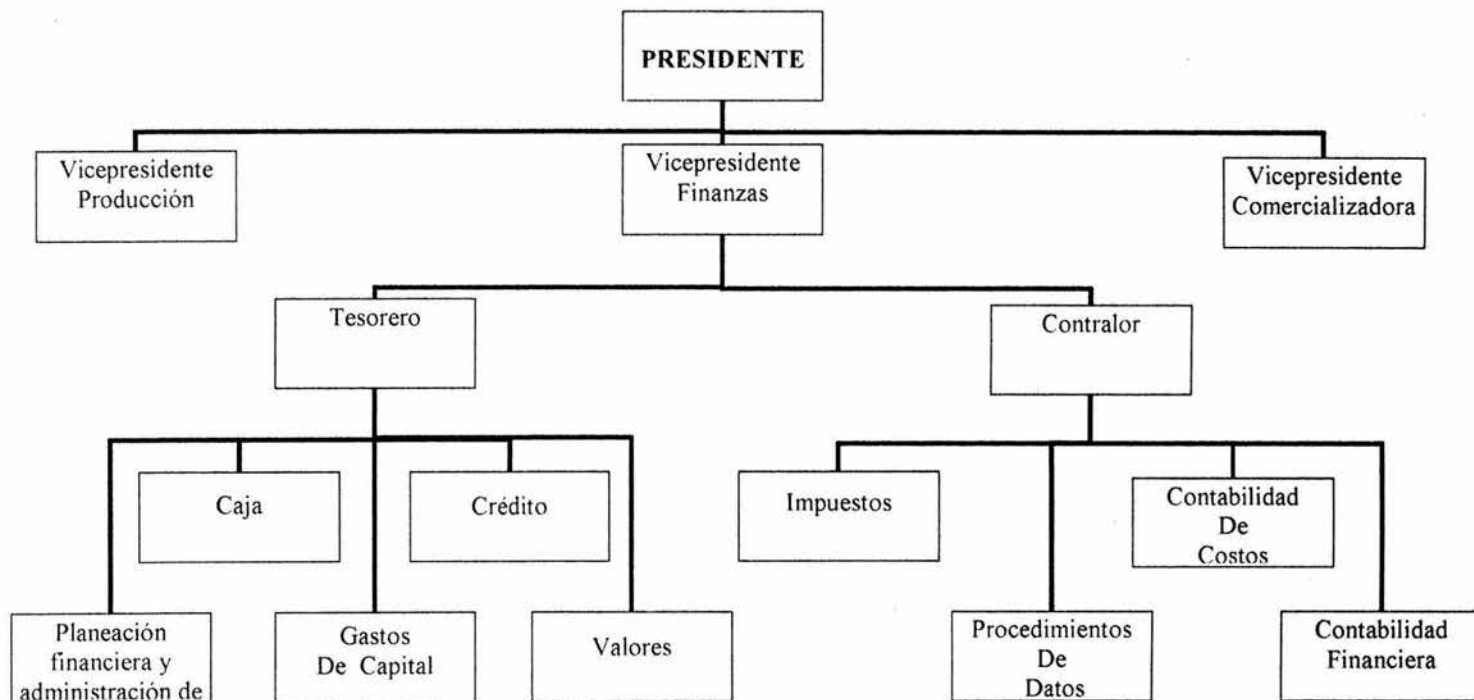 PRESIDENTE
Vicepresidente
Producción
Vicepresidente
Finanzas
Vicepresidente
Comercializadora
Tesorero
Contralor
Caja
Crédito
Impuestos
Contabilidad
De
Costos
Planeación
financiera y
administración de
Gastos
De Capital
Valores
Procedimientos
De
Datos
Contabilidad
Financiera